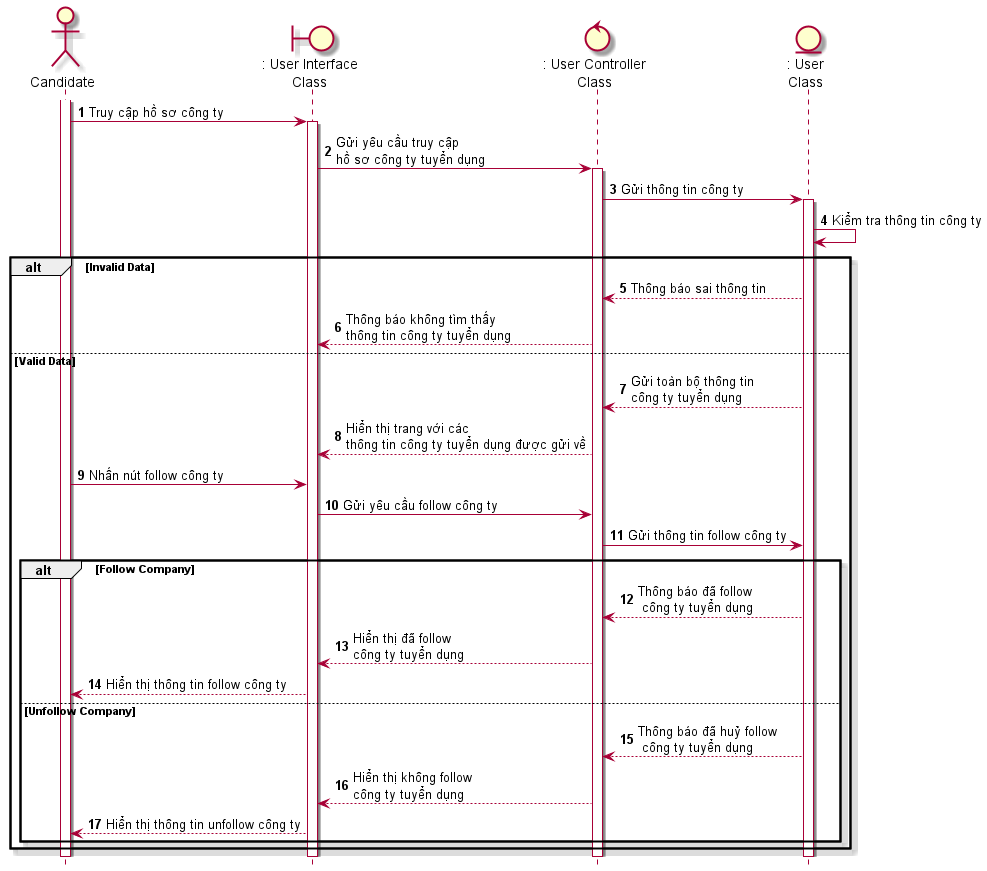 Candidate
: User Interface
Class
: User Controller
Class
: User
Class
1 Truy cập hồ sơ công ty
2 Gửi yêu cầu truy cập
hồ sơ công ty tuyển dụng
3 Gửi thông tin công ty
4 Kiểm tra thông tin công ty
alt [Invalid Data]
5 Thông báo sai thông tin
6 Thông báo không tìm thấy
thông tin công ty tuyển dụng
[Valid Data]
7 Gửi toàn bộ thông tin
công ty tuyển dụng
8 Hiển thị trang với các
thông tin công ty tuyển dụng được gửi về
9 Nhấn nút follow công ty
10 Gửi yêu cầu follow công ty
11 Gửi thông tin follow công ty
alt [Follow Company]
12 Thông báo đã follow
công ty tuyển dụng
13 Hiển thị đã follow
công ty tuyển dụng
14 Hiển thị thông tin follow công ty
[Unfollow Company]
15 Thông báo đã huỷ follow
công ty tuyển dụng
16 Hiển thị không follow
công ty tuyển dụng
17 Hiển thị thông tin unfollow công ty